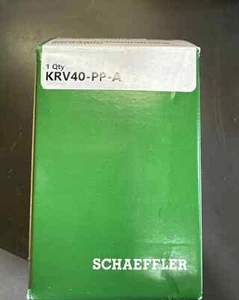 1 Qty
KRV40-PP-A
SCHAEFFLER